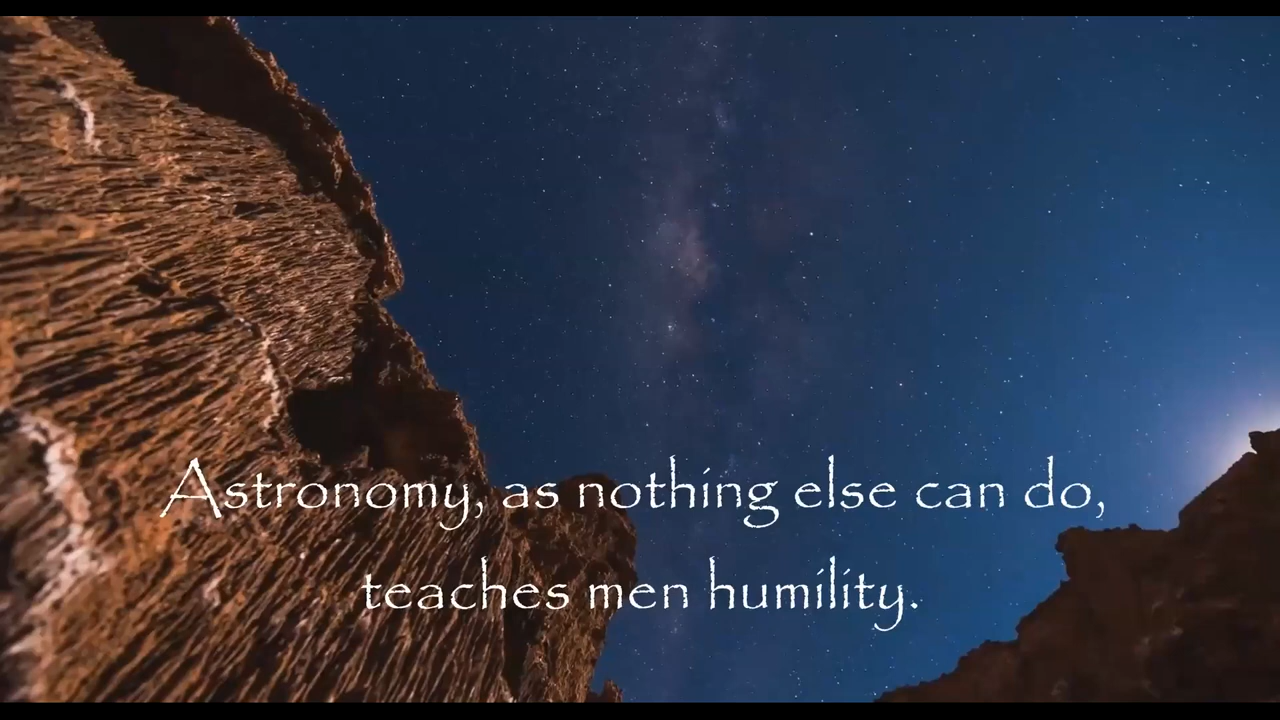 Astronomy, as nothing else can do,
teaches men humility.